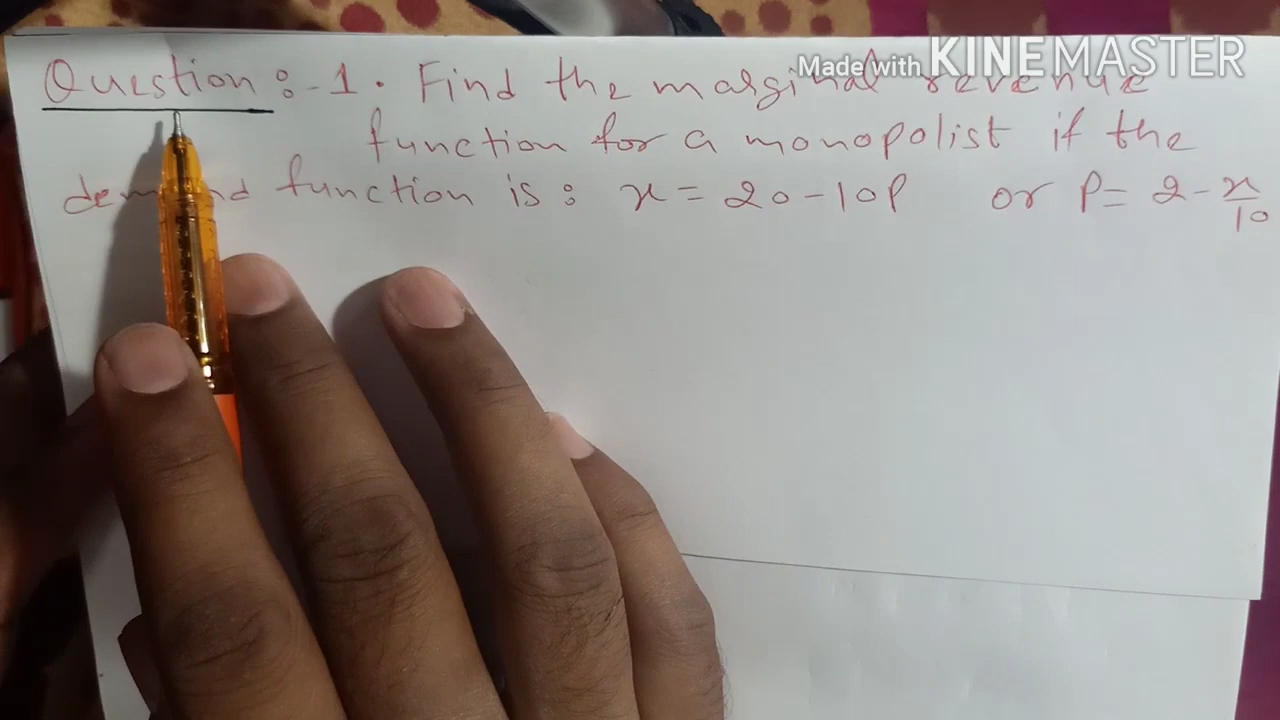 Made with KINEMASTER
Question :- 1. Find the marginal revenue
function for a monopolist if the
demand function is : x = 20 - 10P or P = 2 - x/10